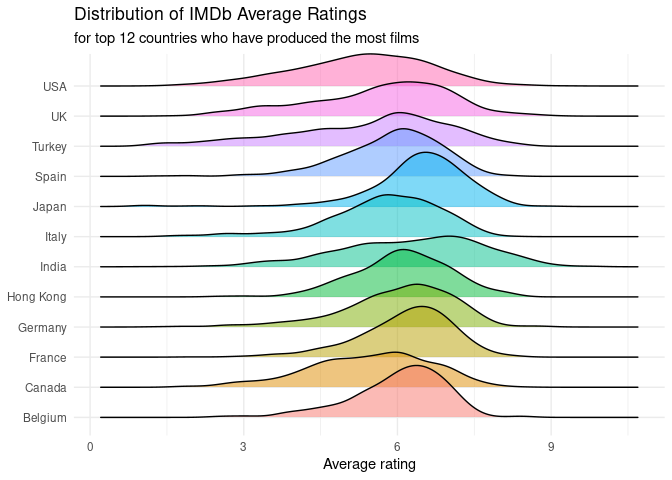 Distribution of IMDb Average Ratings
for top 12 countries who have produced the most films
USA
UK
Turkey
Spain
Japan
Italy
India
Hong Kong
Germany
France
Canada
Belgium
0 3 6 9
Average rating